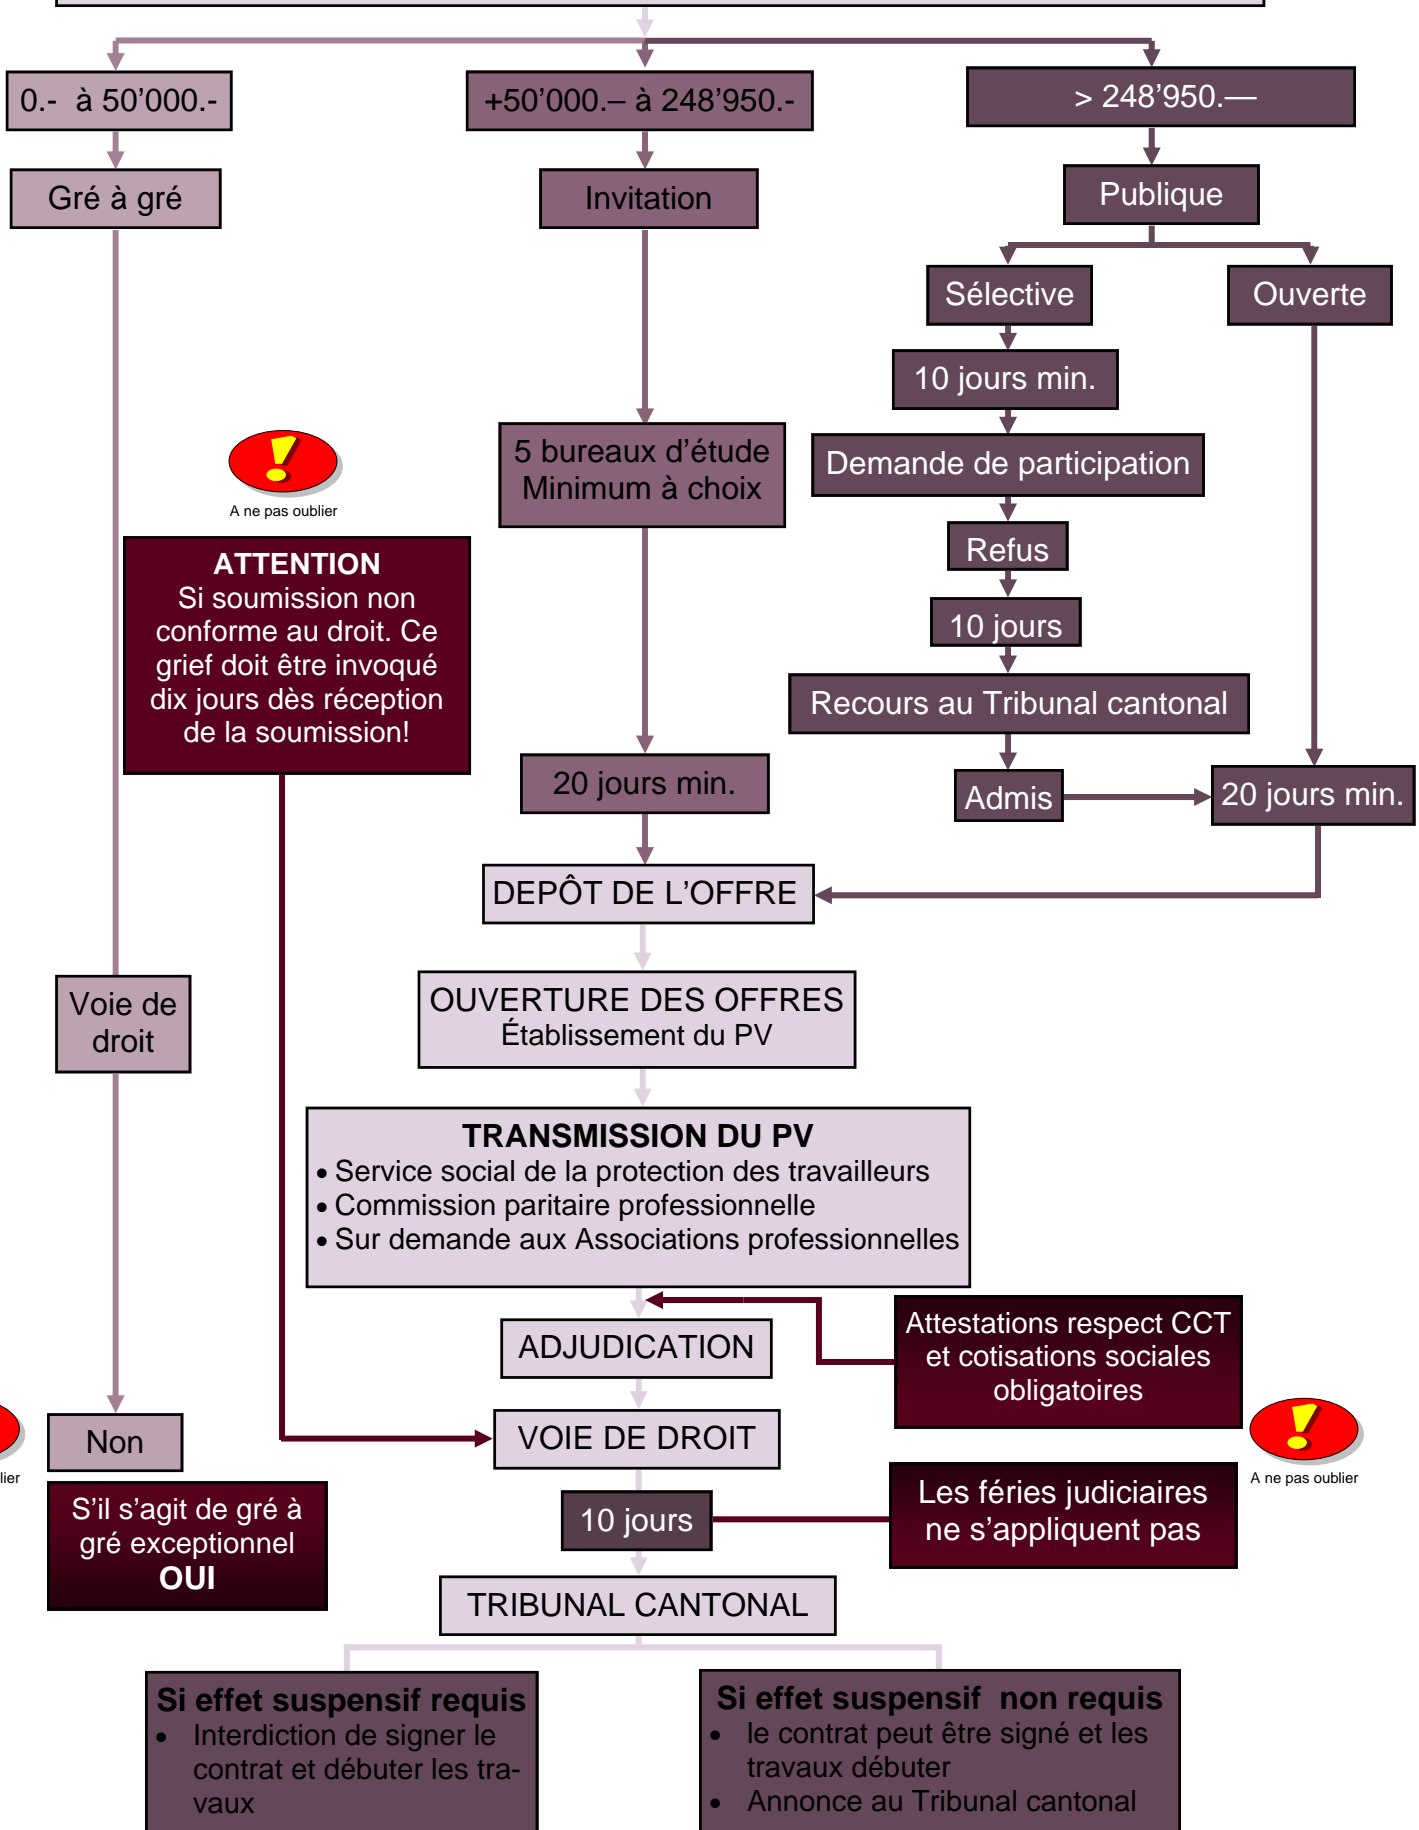 0.- à 50’000.-
+50’000.– à 248’950.-
> 248’950.—
Gré à gré
Invitation
Publique
Sélective
Ouverte
10 jours min.
5 bureaux d’étude
Minimum à choix
Demande de participation
A ne pas oublier
Refus
ATTENTION
Si soumission non
conforme au droit. Ce
grief doit être invoqué
dix jours dès réception
de la soumission!
10 jours
Recours au Tribunal cantonal
20 jours min.
Admis
20 jours min.
DEPÔT DE L’OFFRE
Voie de
droit
OUVERTURE DES OFFRES
Établissement du PV
TRANSMISSION DU PV
• Service social de la protection des travailleurs
• Commission paritaire professionnelle
• Sur demande aux Associations professionnelles
ADJUDICATION
Attestations respect CCT
et cotisations sociales
obligatoires
Non
VOIE DE DROIT
lier
A ne pas oublier
S’il s’agit de gré à
gré exceptionnel
OUI
10 jours
Les féries judiciaires
ne s’appliquent pas
TRIBUNAL CANTONAL
Si effet suspensif requis
• Interdiction de signer le
contrat et débuter les tra-
vaux
Si effet suspensif non requis
• le contrat peut être signé et les
travaux débuter
• Annonce au Tribunal cantonal